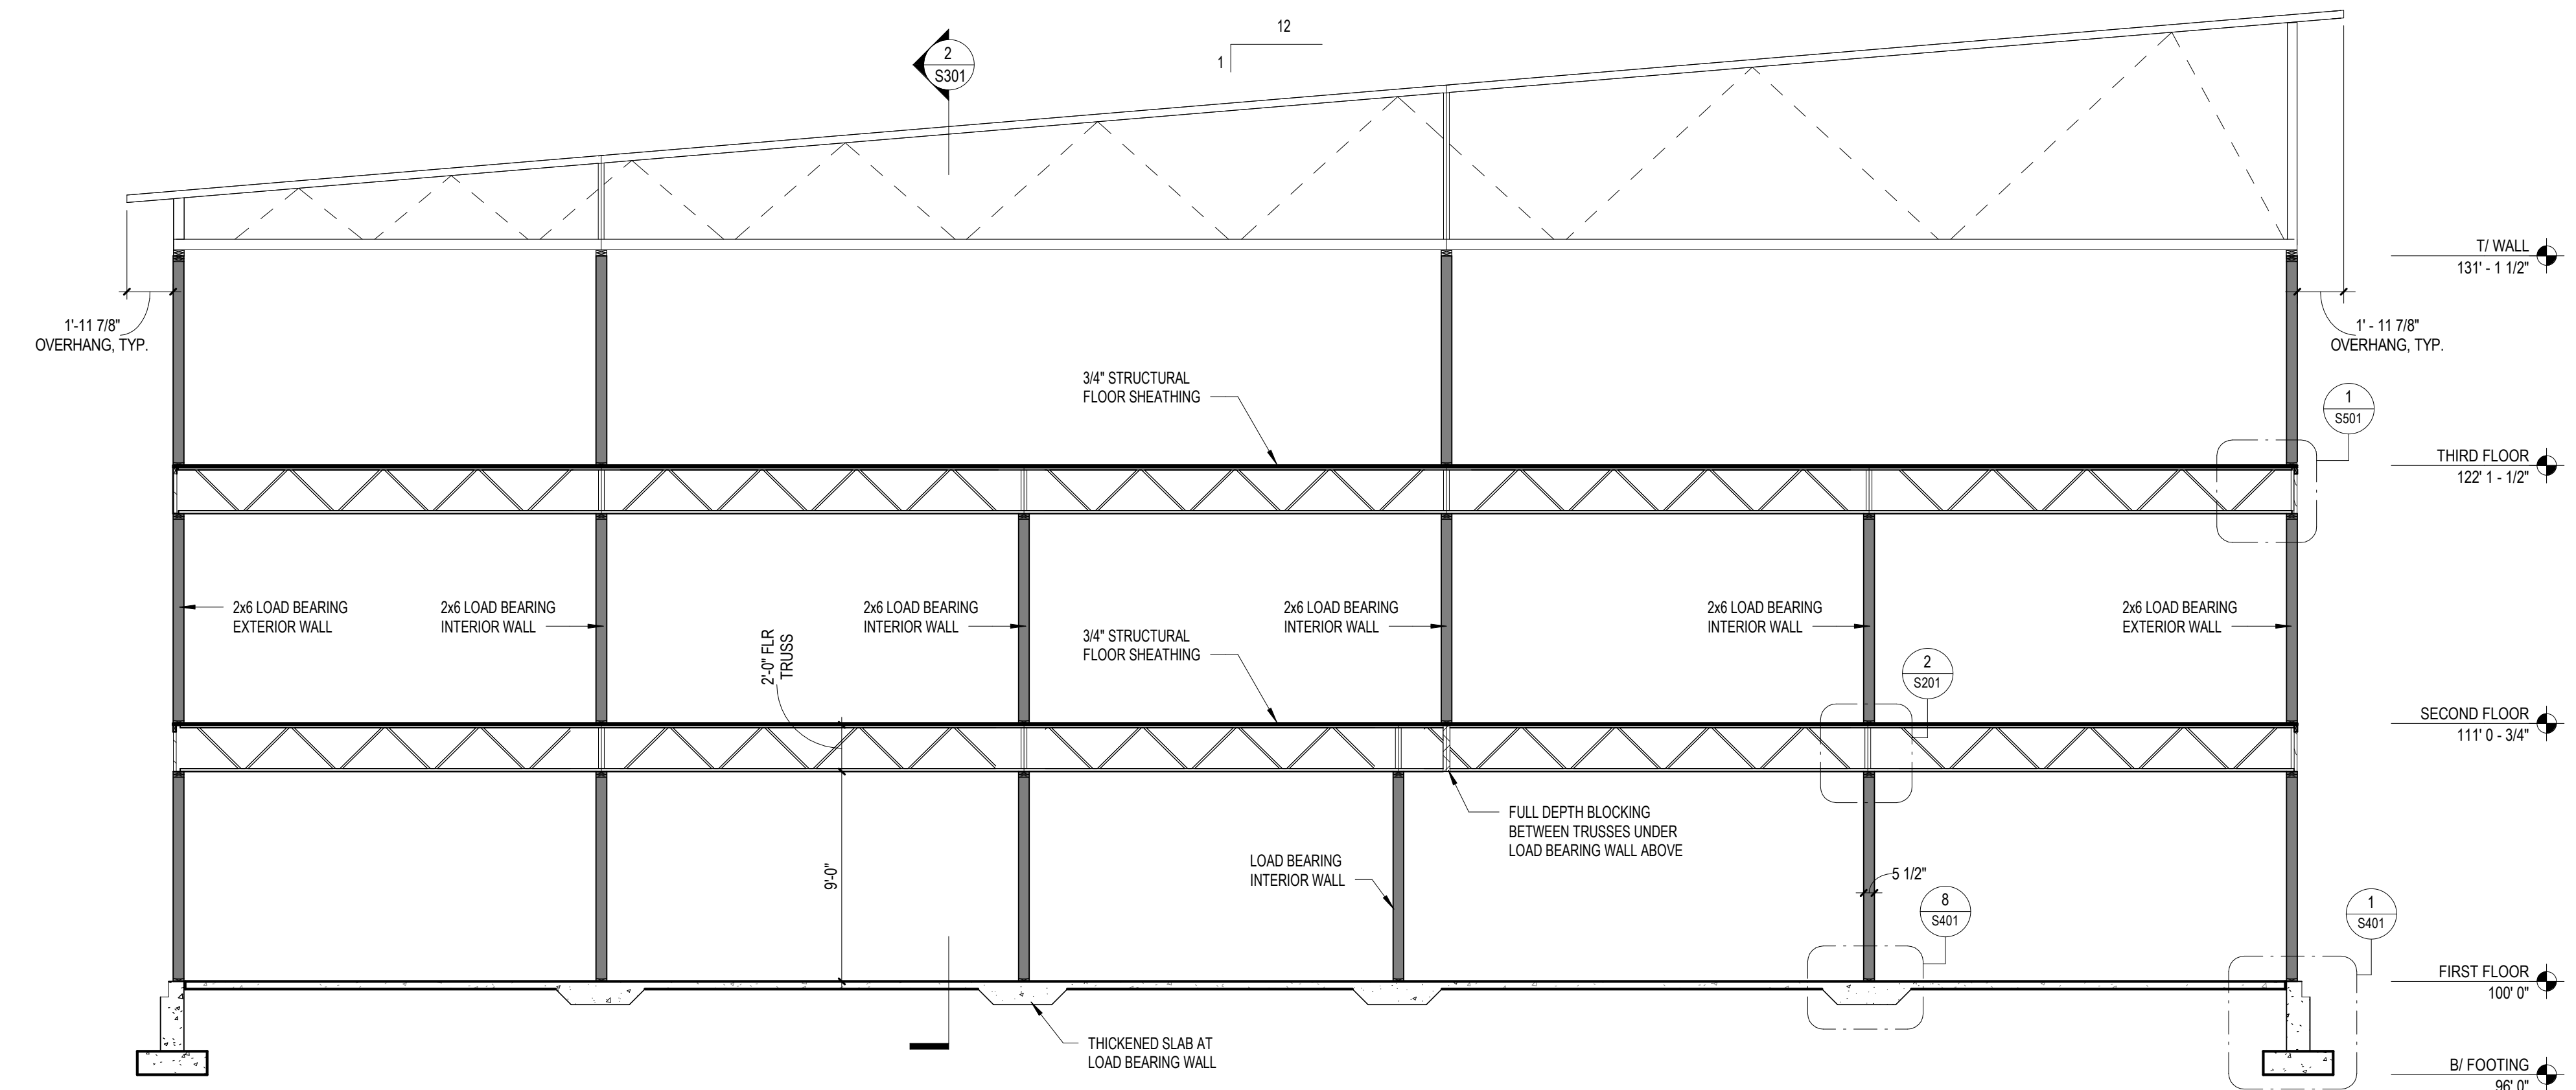 12
1
2
S301
T/ WALL
131' - 1 1/2"
1'-11 7/8"
OVERHANG, TYP.
1' - 11 7/8"
OVERHANG, TYP.
3/4" STRUCTURAL
FLOOR SHEATHING
1
S501
THIRD FLOOR
122' 1 - 1/2"
2x6 LOAD BEARING
EXTERIOR WALL
2x6 LOAD BEARING
INTERIOR WALL
2'-0" FLR
TRUSS
2x6 LOAD BEARING
INTERIOR WALL
3/4" STRUCTURAL
FLOOR SHEATHING
2x6 LOAD BEARING
INTERIOR WALL
2x6 LOAD BEARING
INTERIOR WALL
2x6 LOAD BEARING
EXTERIOR WALL
2
S201
SECOND FLOOR
111' 0 - 3/4"
FULL DEPTH BLOCKING
BETWEEN TRUSSES UNDER
LOAD BEARING WALL ABOVE
9'-0"
LOAD BEARING
INTERIOR WALL
5 1/2"
8
S401
1
S401
FIRST FLOOR
100' 0"
THICKENED SLAB AT
LOAD BEARING WALL
B/ FOOTING
96' 0"